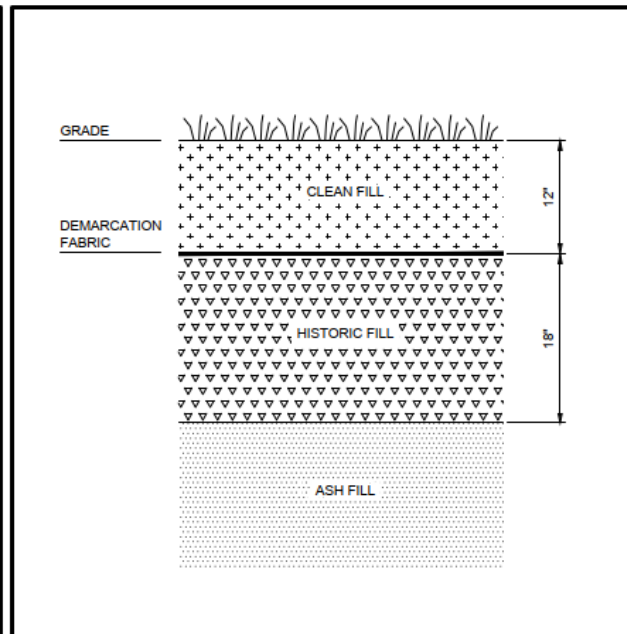 GRADE
CLEAN FILL
12"
DEMARCATION
FABRIC
HISTORIC FILL
18"
ASH FILL